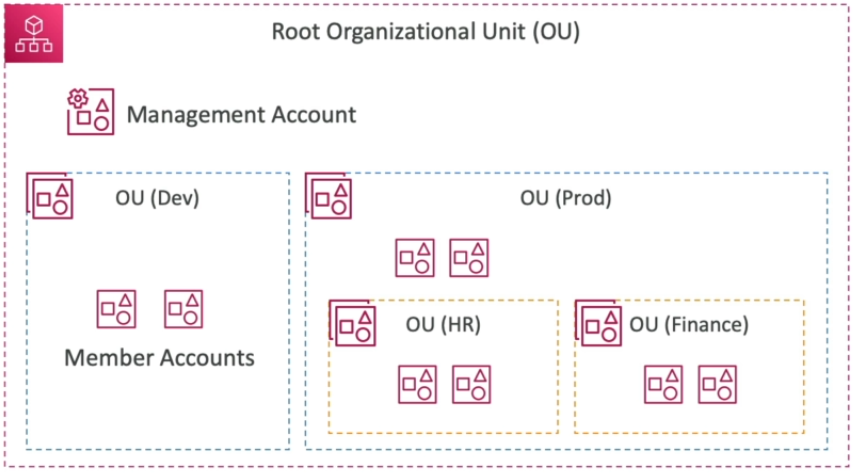 Root Organizational Unit (OU)
Management Account
OU (Dev)
OU (Prod)
Member Accounts
OU (HR)
OU (Finance)